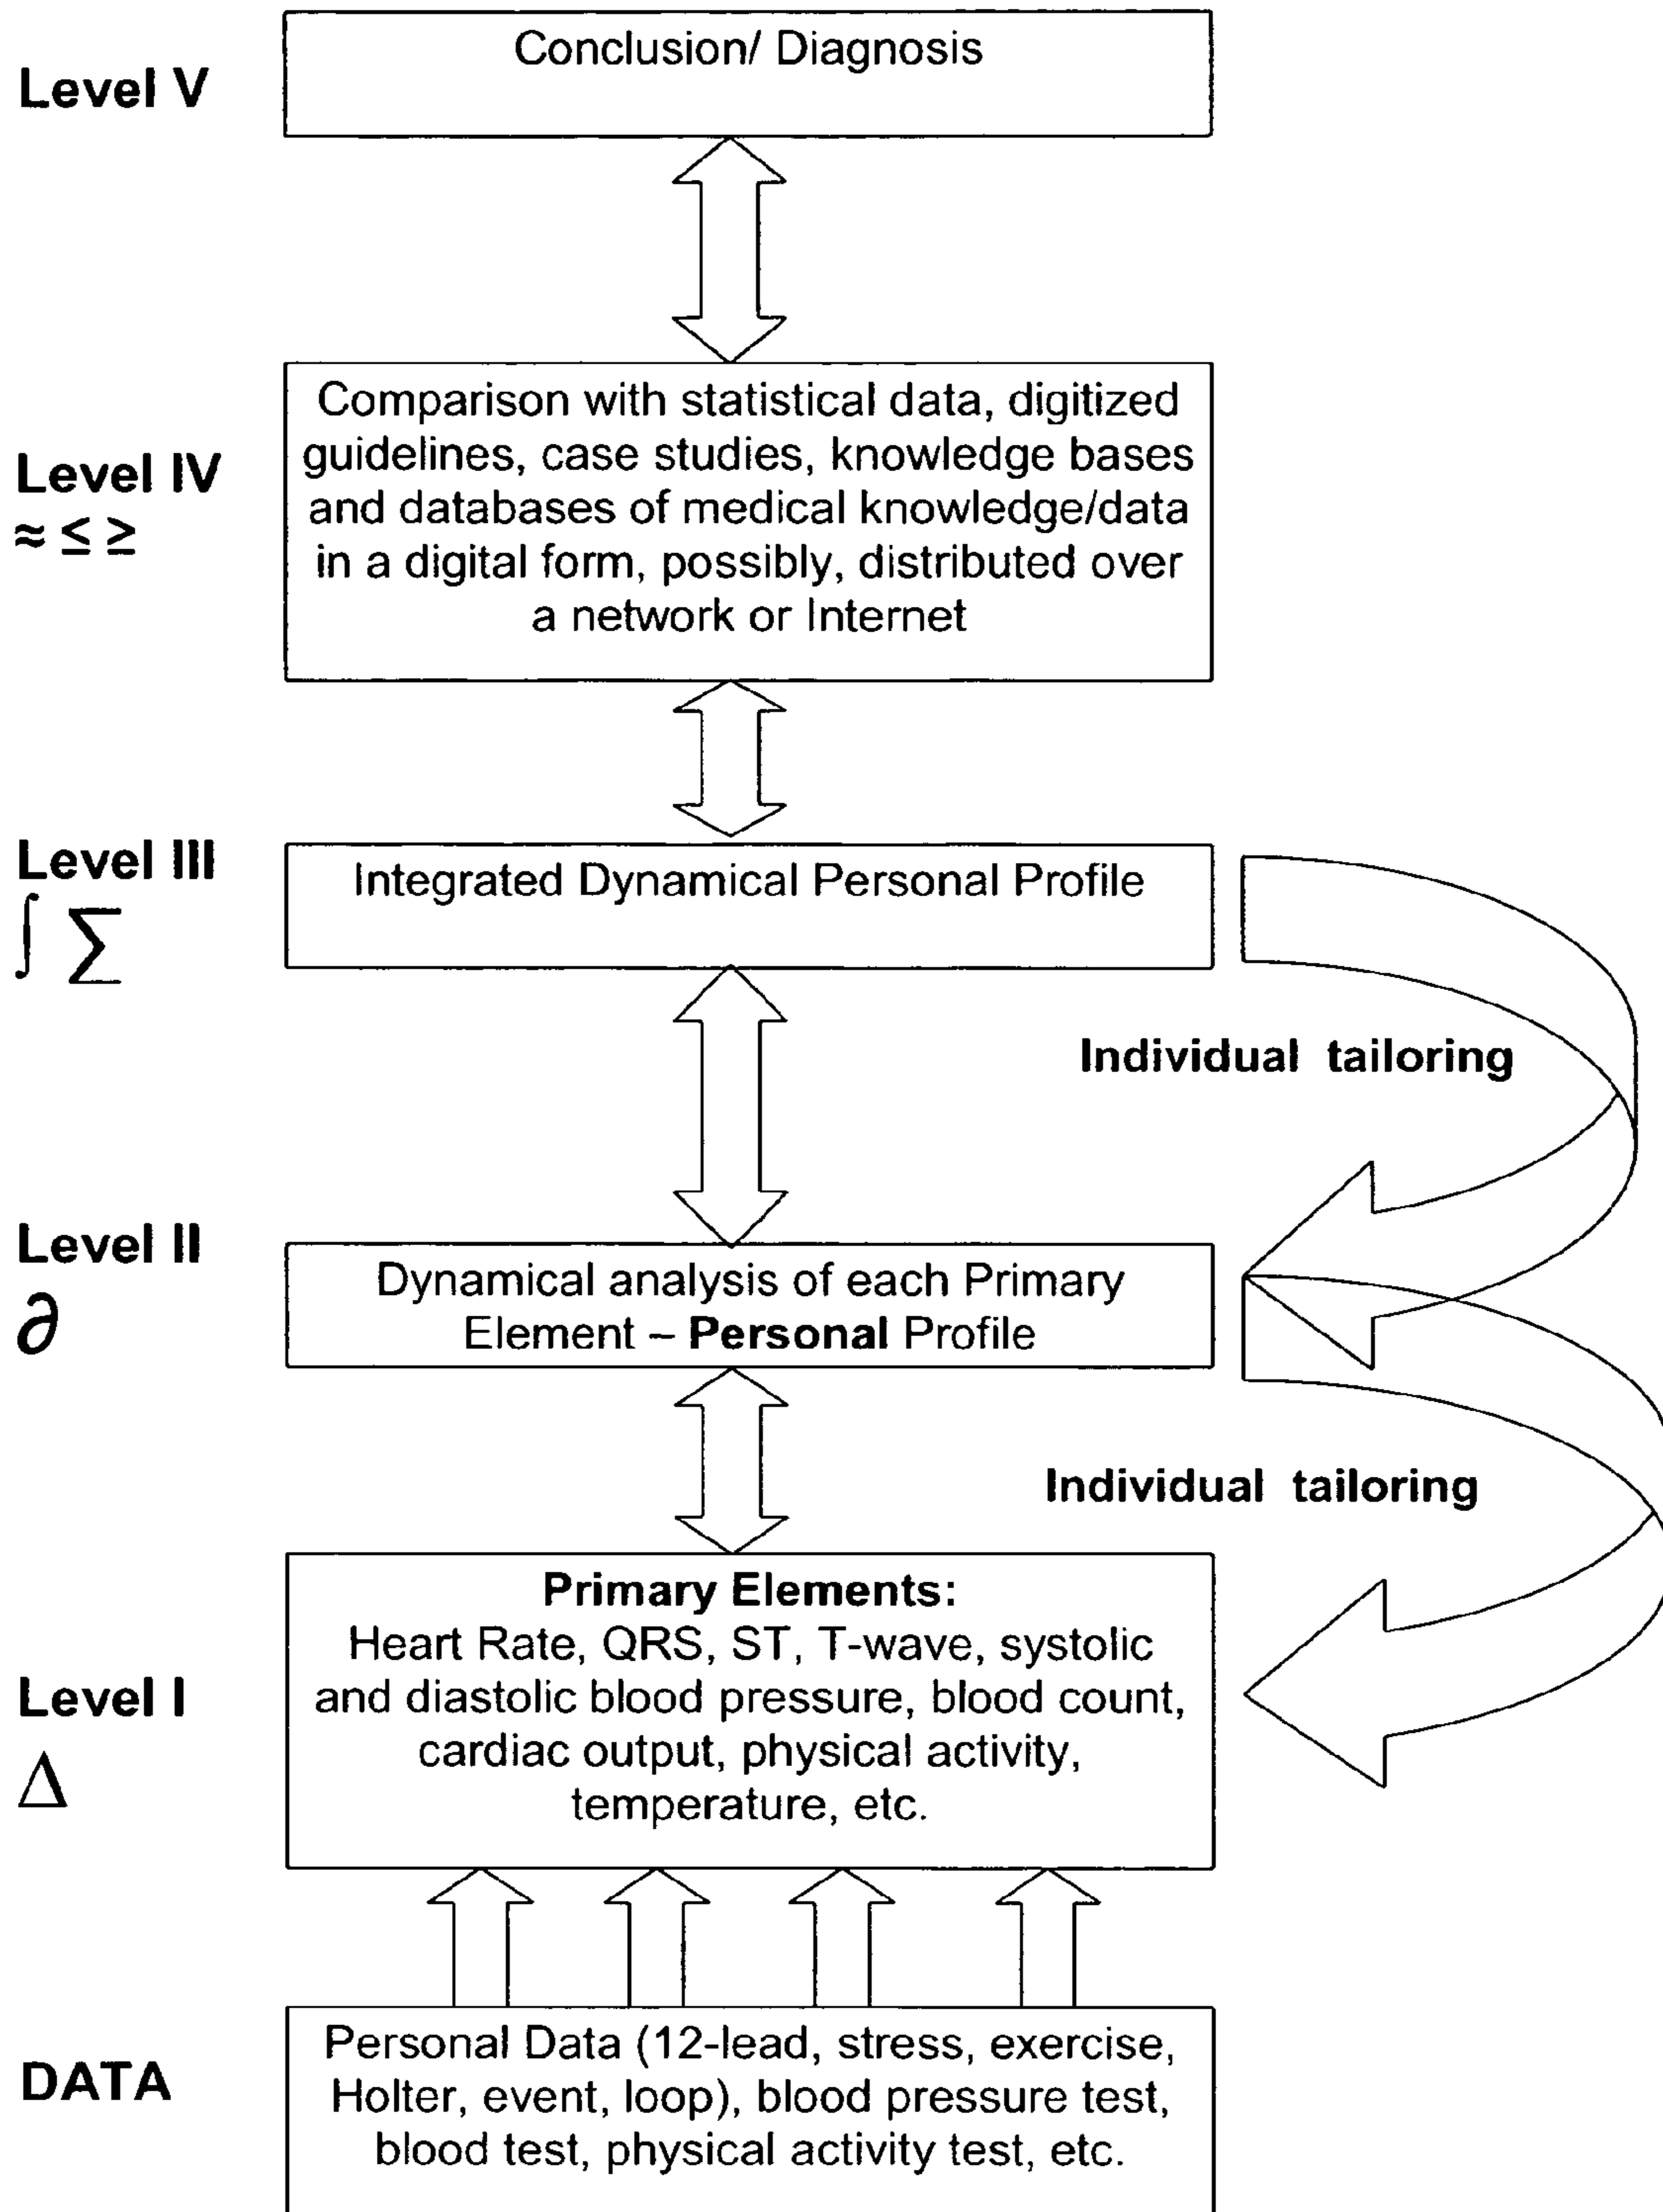 Conclusion/ Diagnosis
Level V
Comparison with statistical data, digitized
guidelines, case studies, knowledge bases
and databases of medical knowledge/data
in a digital form, possibly, distributed over
a network or Internet
Level IV
≈ ≤ ≥
Level III
∫ ∑
Integrated Dynamical Personal Profile
Individual tailoring
Level II
∂
Dynamical analysis of each Primary
Element – Personal Profile
Individual tailoring
Primary Elements:
Heart Rate, QRS, ST, T-wave, systolic
and diastolic blood pressure, blood count,
cardiac output, physical activity,
temperature, etc.
Level I
Δ
DATA
Personal Data (12-lead, stress, exercise,
Holter, event, loop), blood pressure test,
blood test, physical activity test, etc.